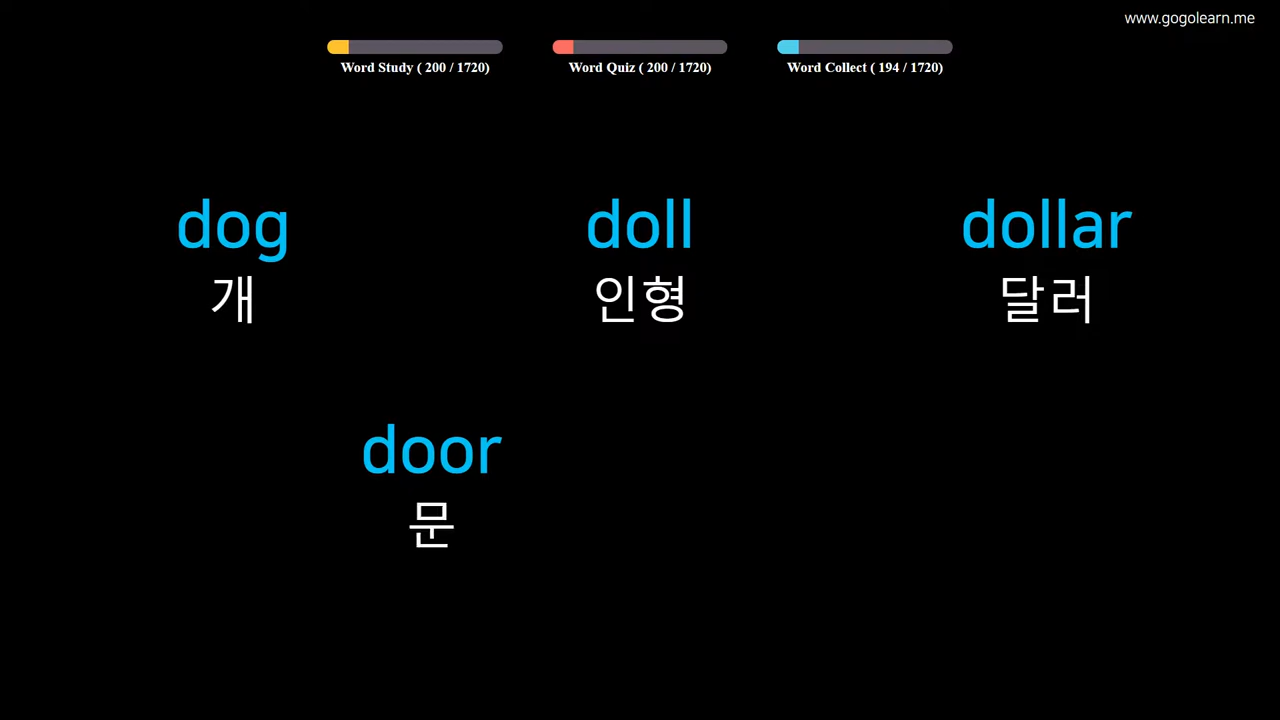 www.gogolearn.me
Word Study ( 200 / 1720)
Word Quiz ( 200 / 1720)
Word Collect ( 194 / 1720)
dog
개
doll
인형
dollar
달러
door
문